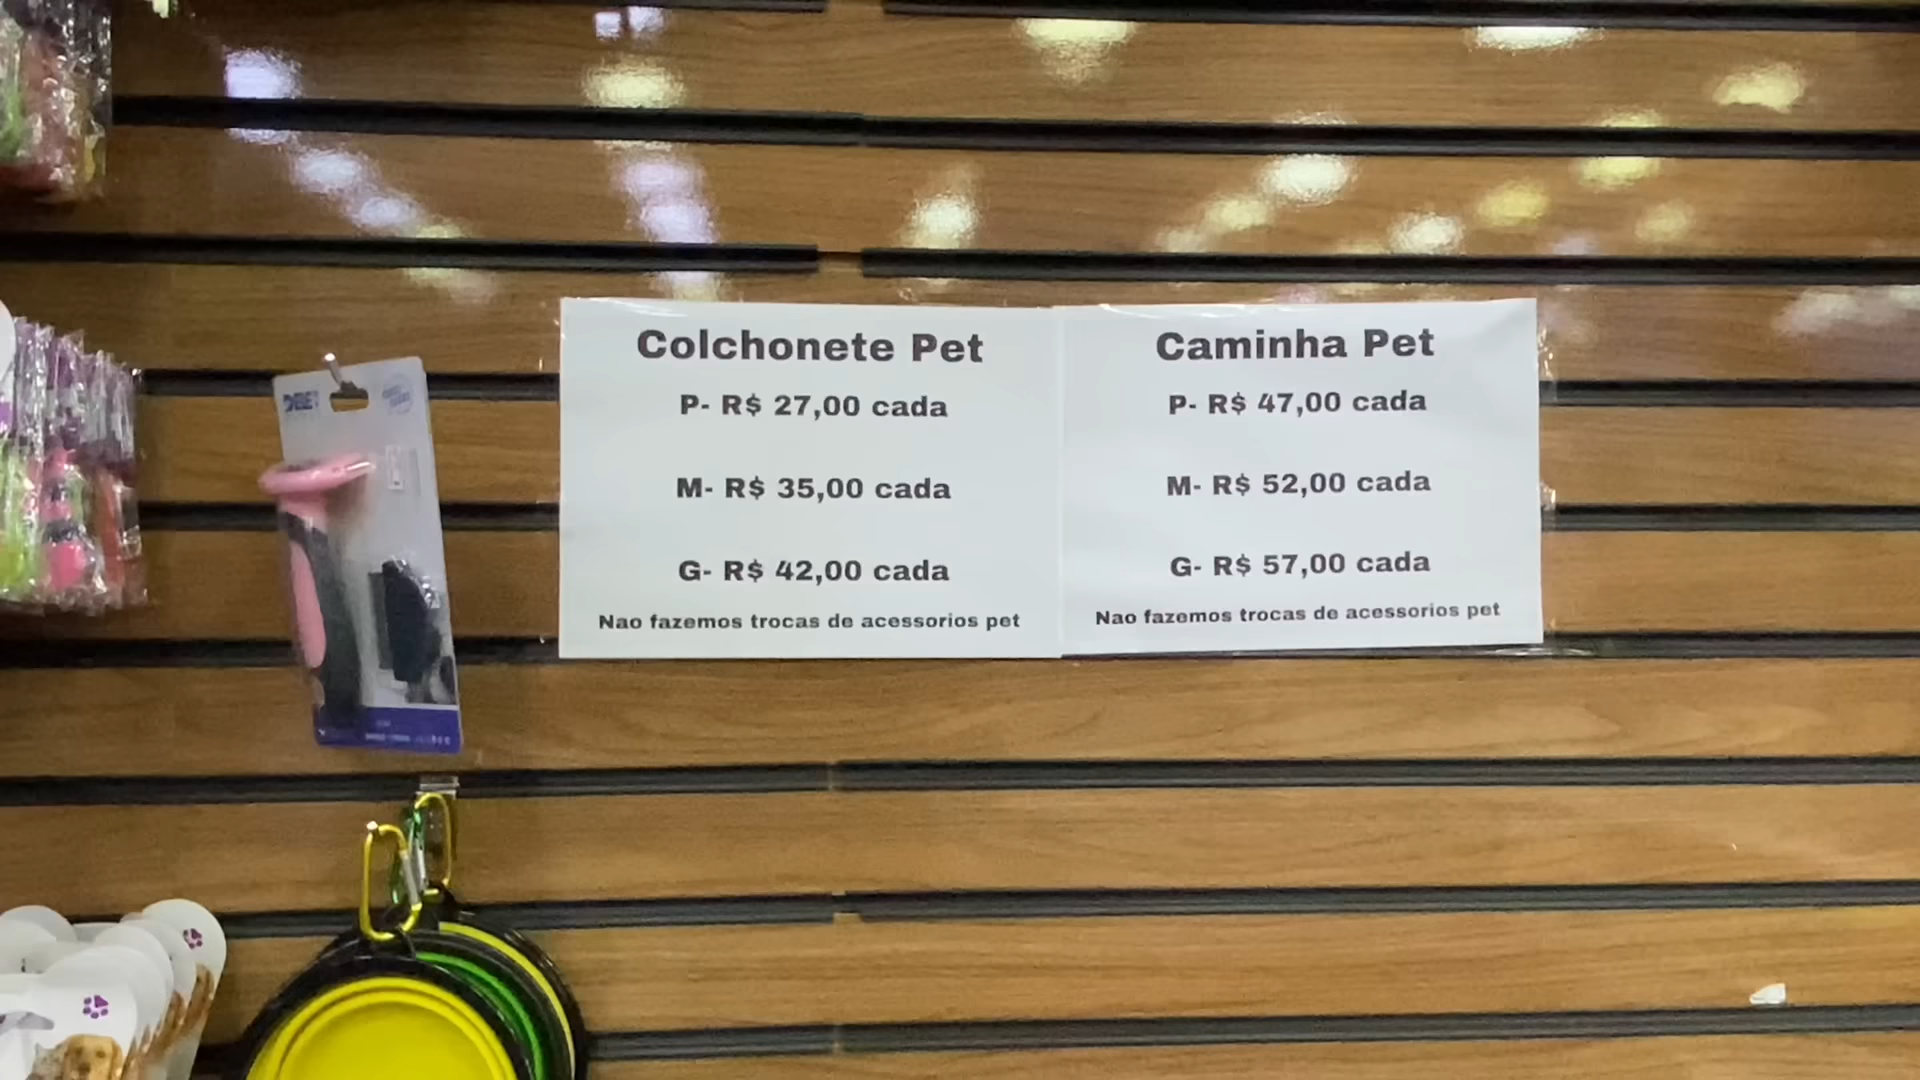 Colchonete Pet
P- R$ 27,00 cada
M- R$ 35,00 cada
G- R$ 42,00 cada
Nao fazemos trocas de acessorios pet
Caminha Pet
P- R$ 47,00 cada
M- R$ 52,00 cada
G- R$ 57,00 cada
Nao fazemos trocas de acessorios pet